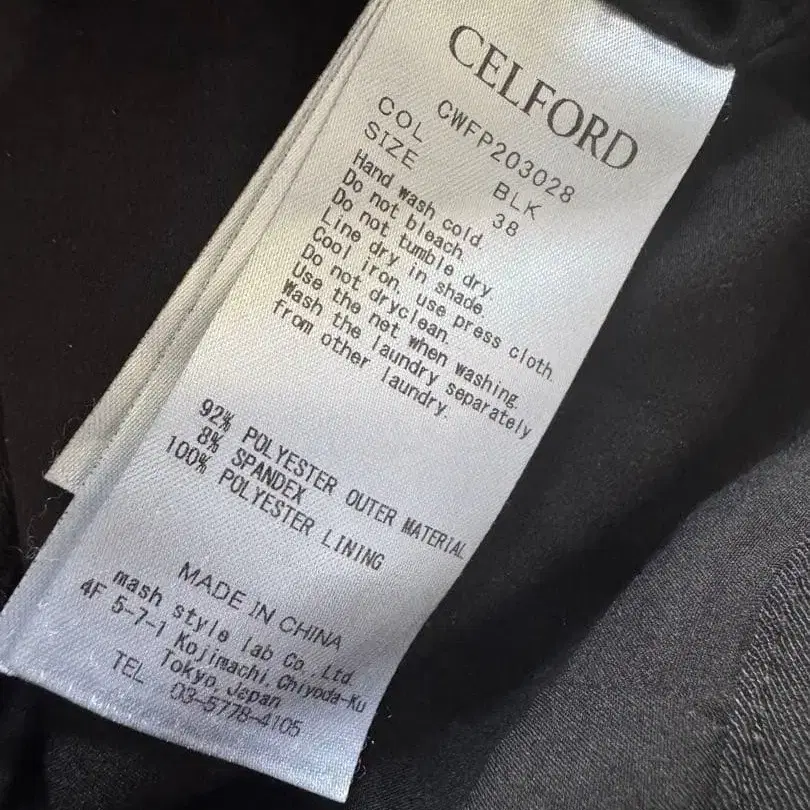 CELFORD
CWFP203028
COL BLK
SIZE 38
Hand wash cold.
Do not bleach.
Do not tumble dry.
Line dry in shade.
Cool iron, use press cloth.
Do not dryclean.
Use the net when washing.
Wash the laundry separately
from other laundry.
92% POLYESTER OUTER MATERIAL
8% SPANDEX
100% POLYESTER LINING
MADE IN CHINA
mash style lab Co.,Ltd.
4F 5-7-1 Kojimachi,Chiyoda-Ku
Tokyo,Japan
TEL 03-5778-4105